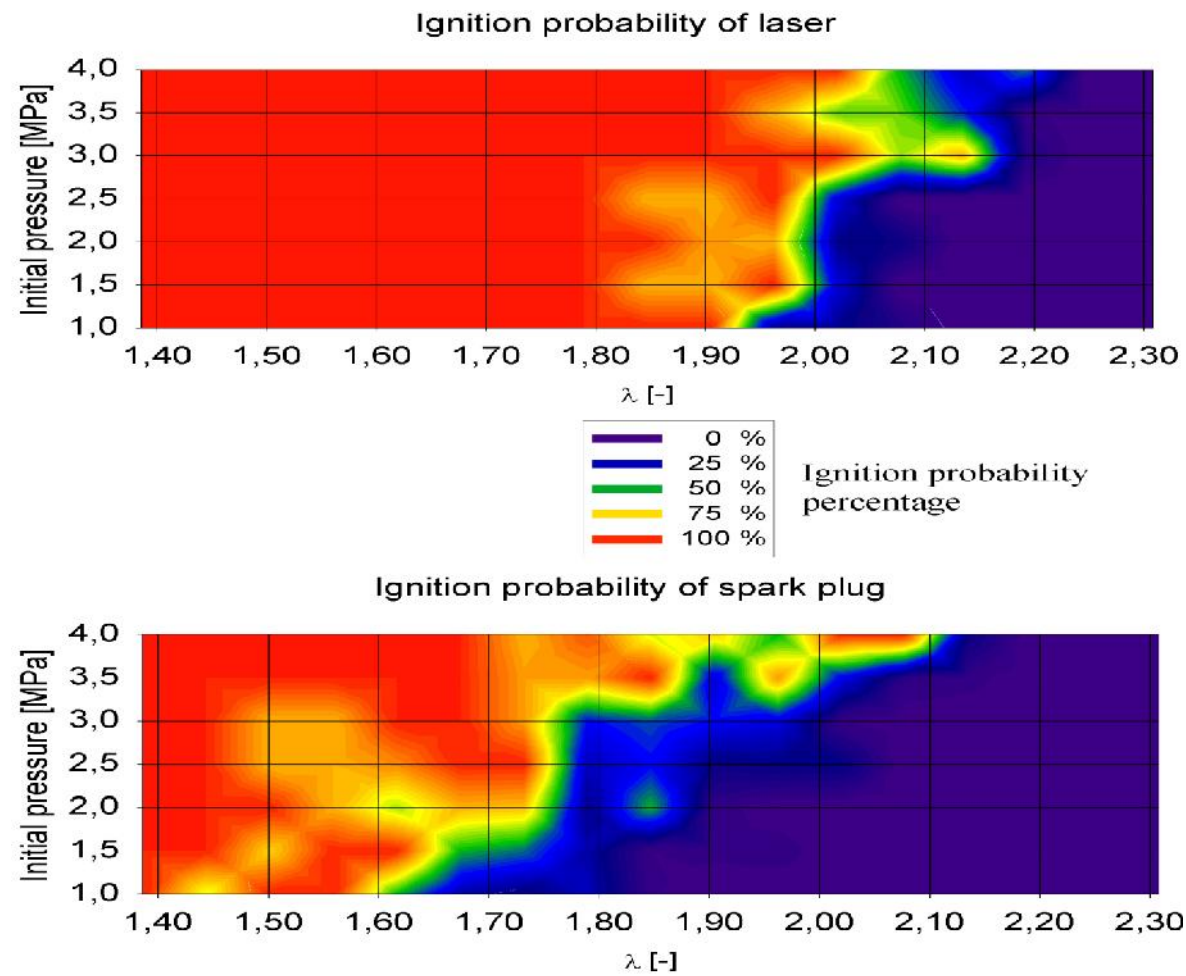 Ignition probability of laser
Initial pressure [MPa]
4,0
3,5
3,0
2,5
2,0
1,5
1,0
1,40 1,50 1,60 1,70 1,80 1,90 2,00 2,10 2,20 2,30
λ [-]
0 %
25 %
50 %
75 %
100 %
Ignition probability
percentage
Ignition probability of spark plug
Initial pressure [MPa]
4,0
3,5
3,0
2,5
2,0
1,5
1,0
1,40 1,50 1,60 1,70 1,80 1,90 2,00 2,10 2,20 2,30
λ [-]